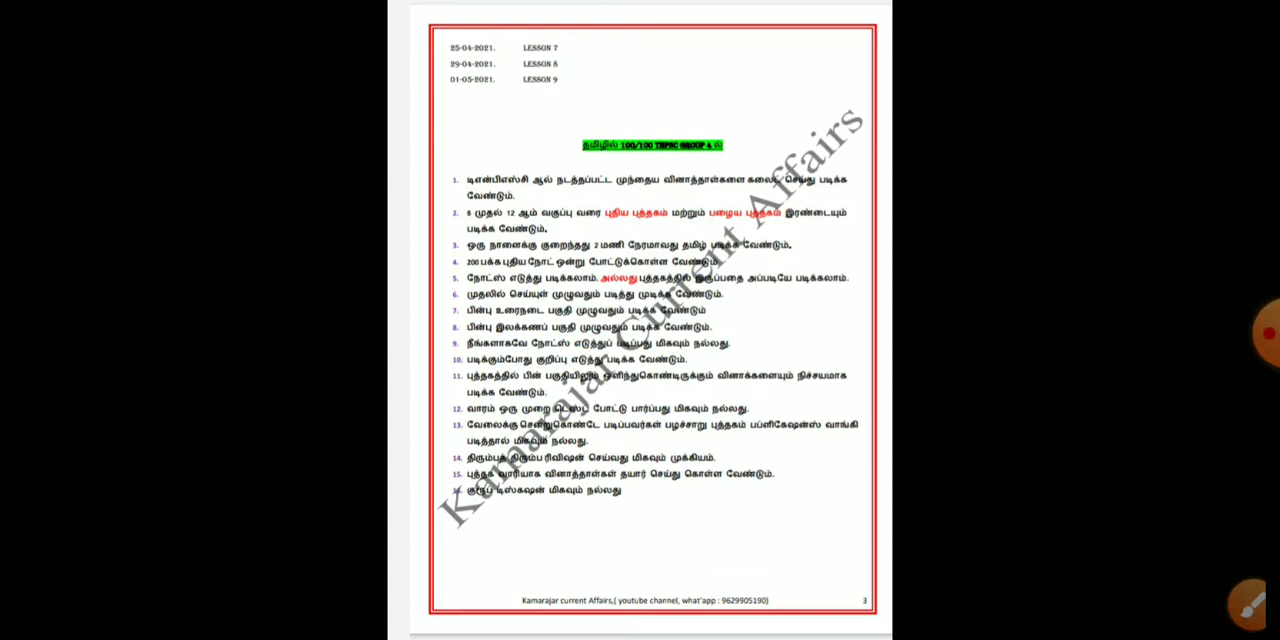 25-04-2021. LESSON 7
29-04-2021. LESSON 8
01-05-2021. LESSON 9
தமிழில் 100/100 TNPSC GROUP 4 ல்
1. டிஎன்பிஎஸ்சி ஆல் நடத்தப்பட்ட முந்தைய வினாத்தாள்களை கலைட் செய்து படிக்க
வேண்டும்.
2. 6 முதல் 12 ஆம் வகுப்பு வரை புதிய புத்தகம் மற்றும் பழைய புத்தகம் இரண்டையும்
படிக்க வேண்டும்.
3. ஒரு நாளைக்கு குறைந்தது 2 மணி நேரமாவது தமிழ் படிக்க வேண்டும்.
4. 200 பக்க புதிய நோட் ஒன்று போட்டுக்கொள்ள வேண்டும்.
5. நோட்ஸ் எடுத்து படிக்கலாம். அல்லது புத்தகத்தில் இருப்பதை அப்படியே படிக்கலாம்.
6. முதலில் செய்யுள் முழுவதும் படித்து முடிக்க வேண்டும்.
7. பின்பு உரைநடை பகுதி முழுவதும் படிக்க வேண்டும்
8. பின்பு இலக்கணப் பகுதி முழுவதும் படிக்க வேண்டும்.
9. நீங்களாகவே நோட்ஸ் எடுத்துப் படிப்பது மிகவும் நல்லது.
10. படிக்கும்போது குறிப்பு எடுத்து படிக்க வேண்டும்.
11. புத்தகத்தில் பின் பகுதியிலும் ஒளிந்துகொண்டிருக்கும் வினாக்களையும் நிச்சயமாக
படிக்க வேண்டும்.
12. வாரம் ஒரு முறை டெஸ்ட் போட்டு பார்ப்பது மிகவும் நல்லது.
13. வேலைக்கு சென்றுகொண்டே படிப்பவர்கள் பழச்சாறு புத்தகம் பப்ளிகேஷன்ஸ் வாங்கி
படித்தால் மிகவும் நல்லது.
14. திரும்பத் திரும்ப ரிவிஷன் செய்வது மிகவும் முக்கியம்.
15. புத்தக வாரியாக வினாத்தாள்கள் தயார் செய்து கொள்ள வேண்டும்.
16. குரூப் டிஸ்கஷன் மிகவும் நல்லது
Kamarajar Current Affairs
Kamarajar current Affairs,( youtube channel, what'app : 9629905190) 3